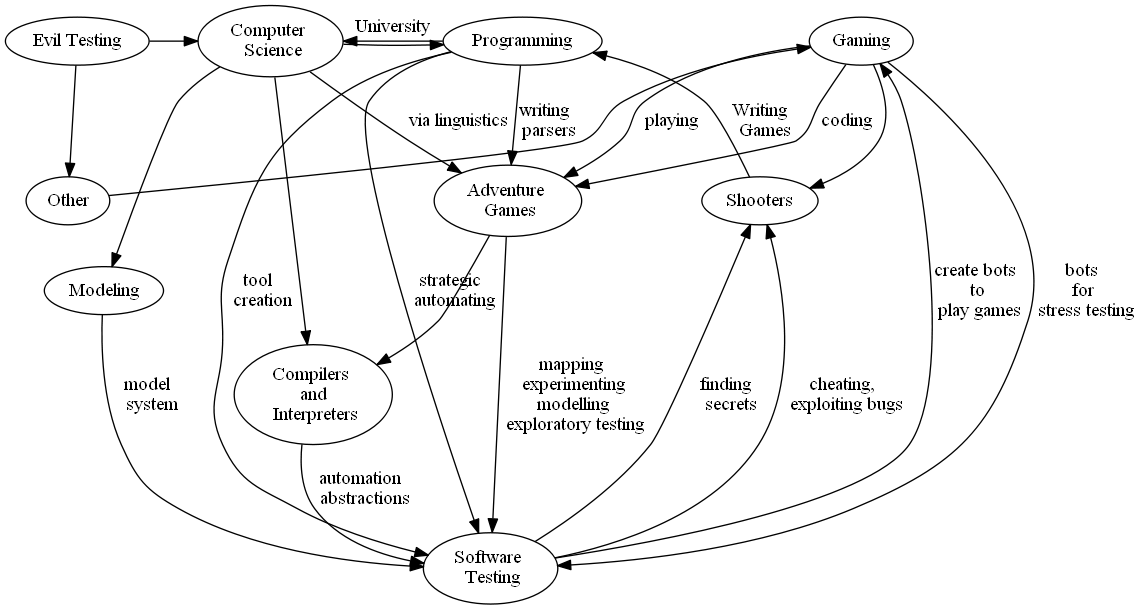 University
Evil Testing
Computer
Science
Programming
Gaming
via linguistics
writing
parsers
playing
Writing
Games
coding
Other
Adventure
Games
Shooters
Modeling
tool
creation
strategic
automating
create bots
to
play games
bots
for
stress testing
Compilers
and
Interpreters
model
system
mapping
experimenting
modelling
exploratory testing
finding
secrets
cheating,
exploiting bugs
automation
abstractions
Software
Testing